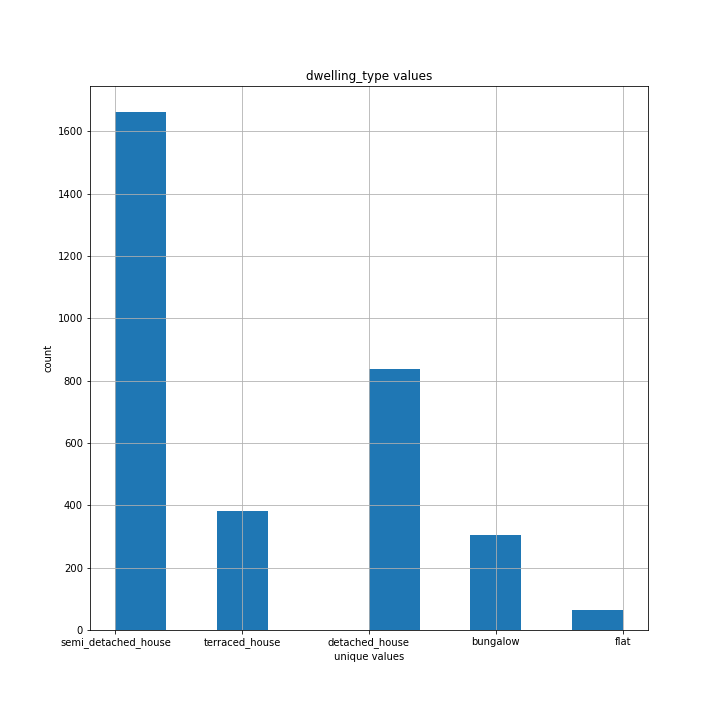 dwelling_type values
1600
1400
1200
1000
800
600
400
200
0
count
semi_detached_house
terraced_house
detached_house
bungalow
flat
unique values